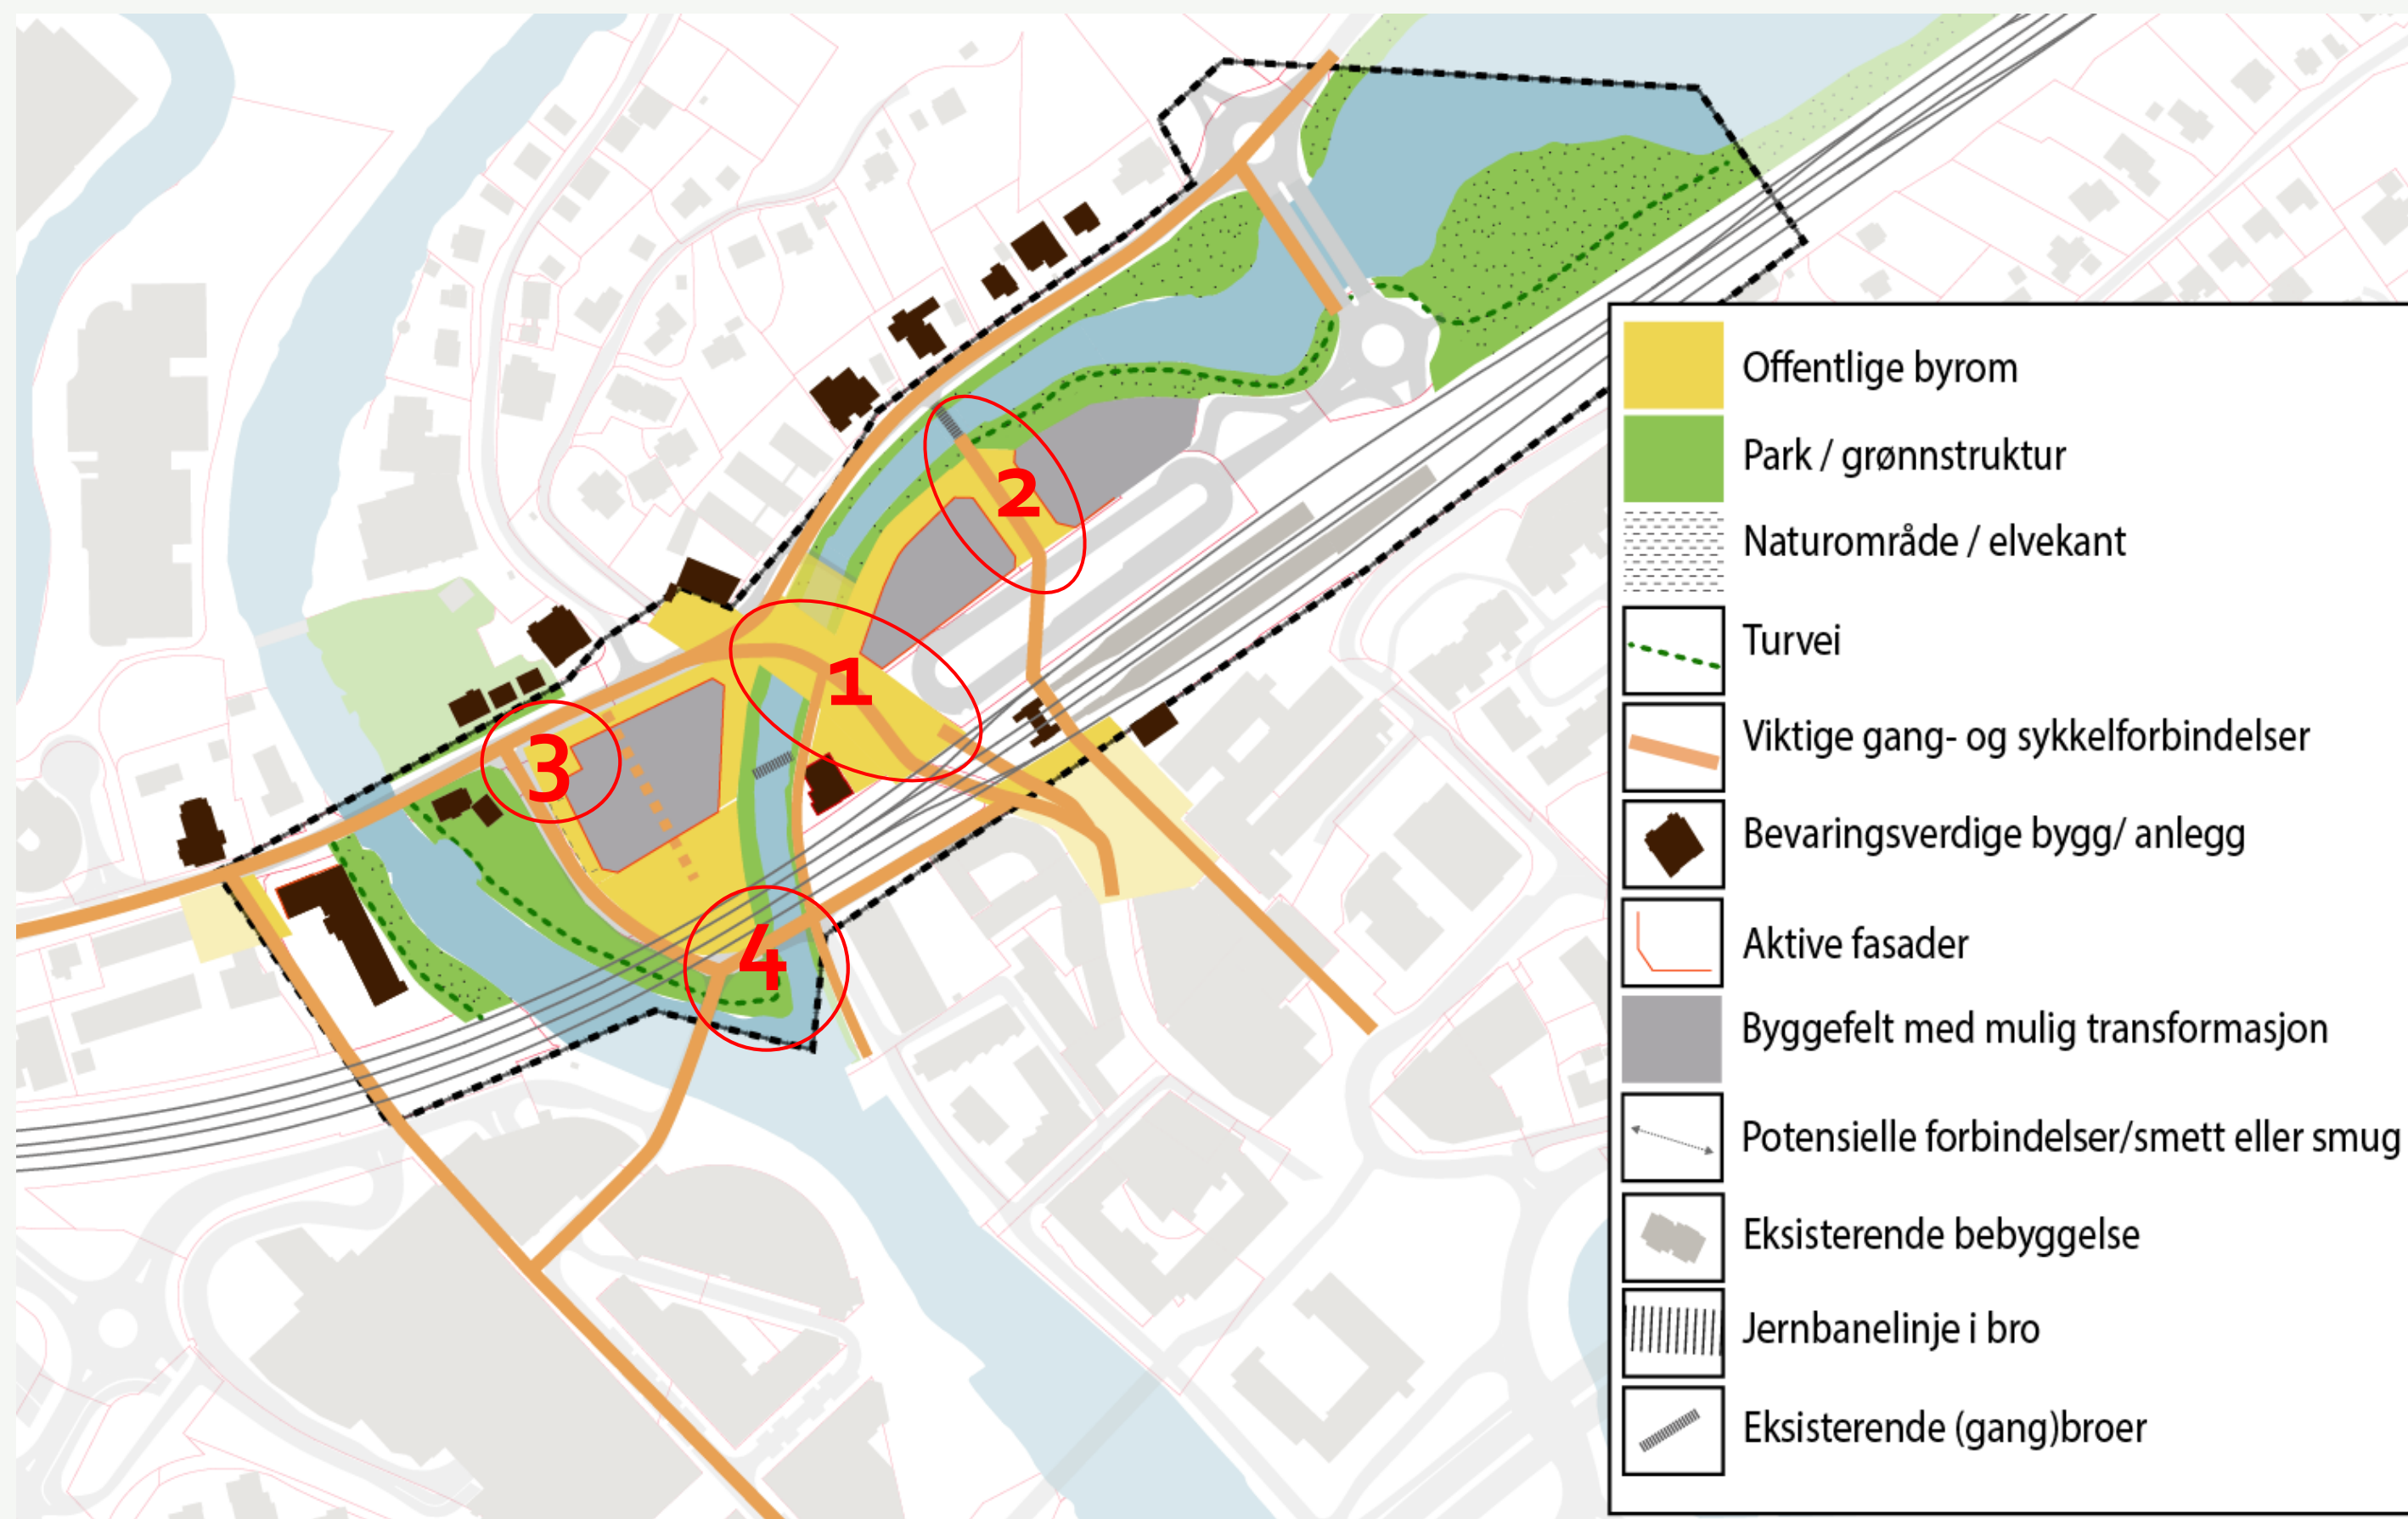 2
1
3
4
Offentlige byrom
Park / grønnstruktur
Naturområde / elvekant
Turvei
Viktige gang- og sykkelforbindelser
Bevaringsverdige bygg/ anlegg
Aktive fasader
Byggefelt med mulig transformasjon
Potensielle forbindelser/smett eller smug
Eksisterende bebyggelse
Jernbanelinje i bro
Eksisterende (gang)broer